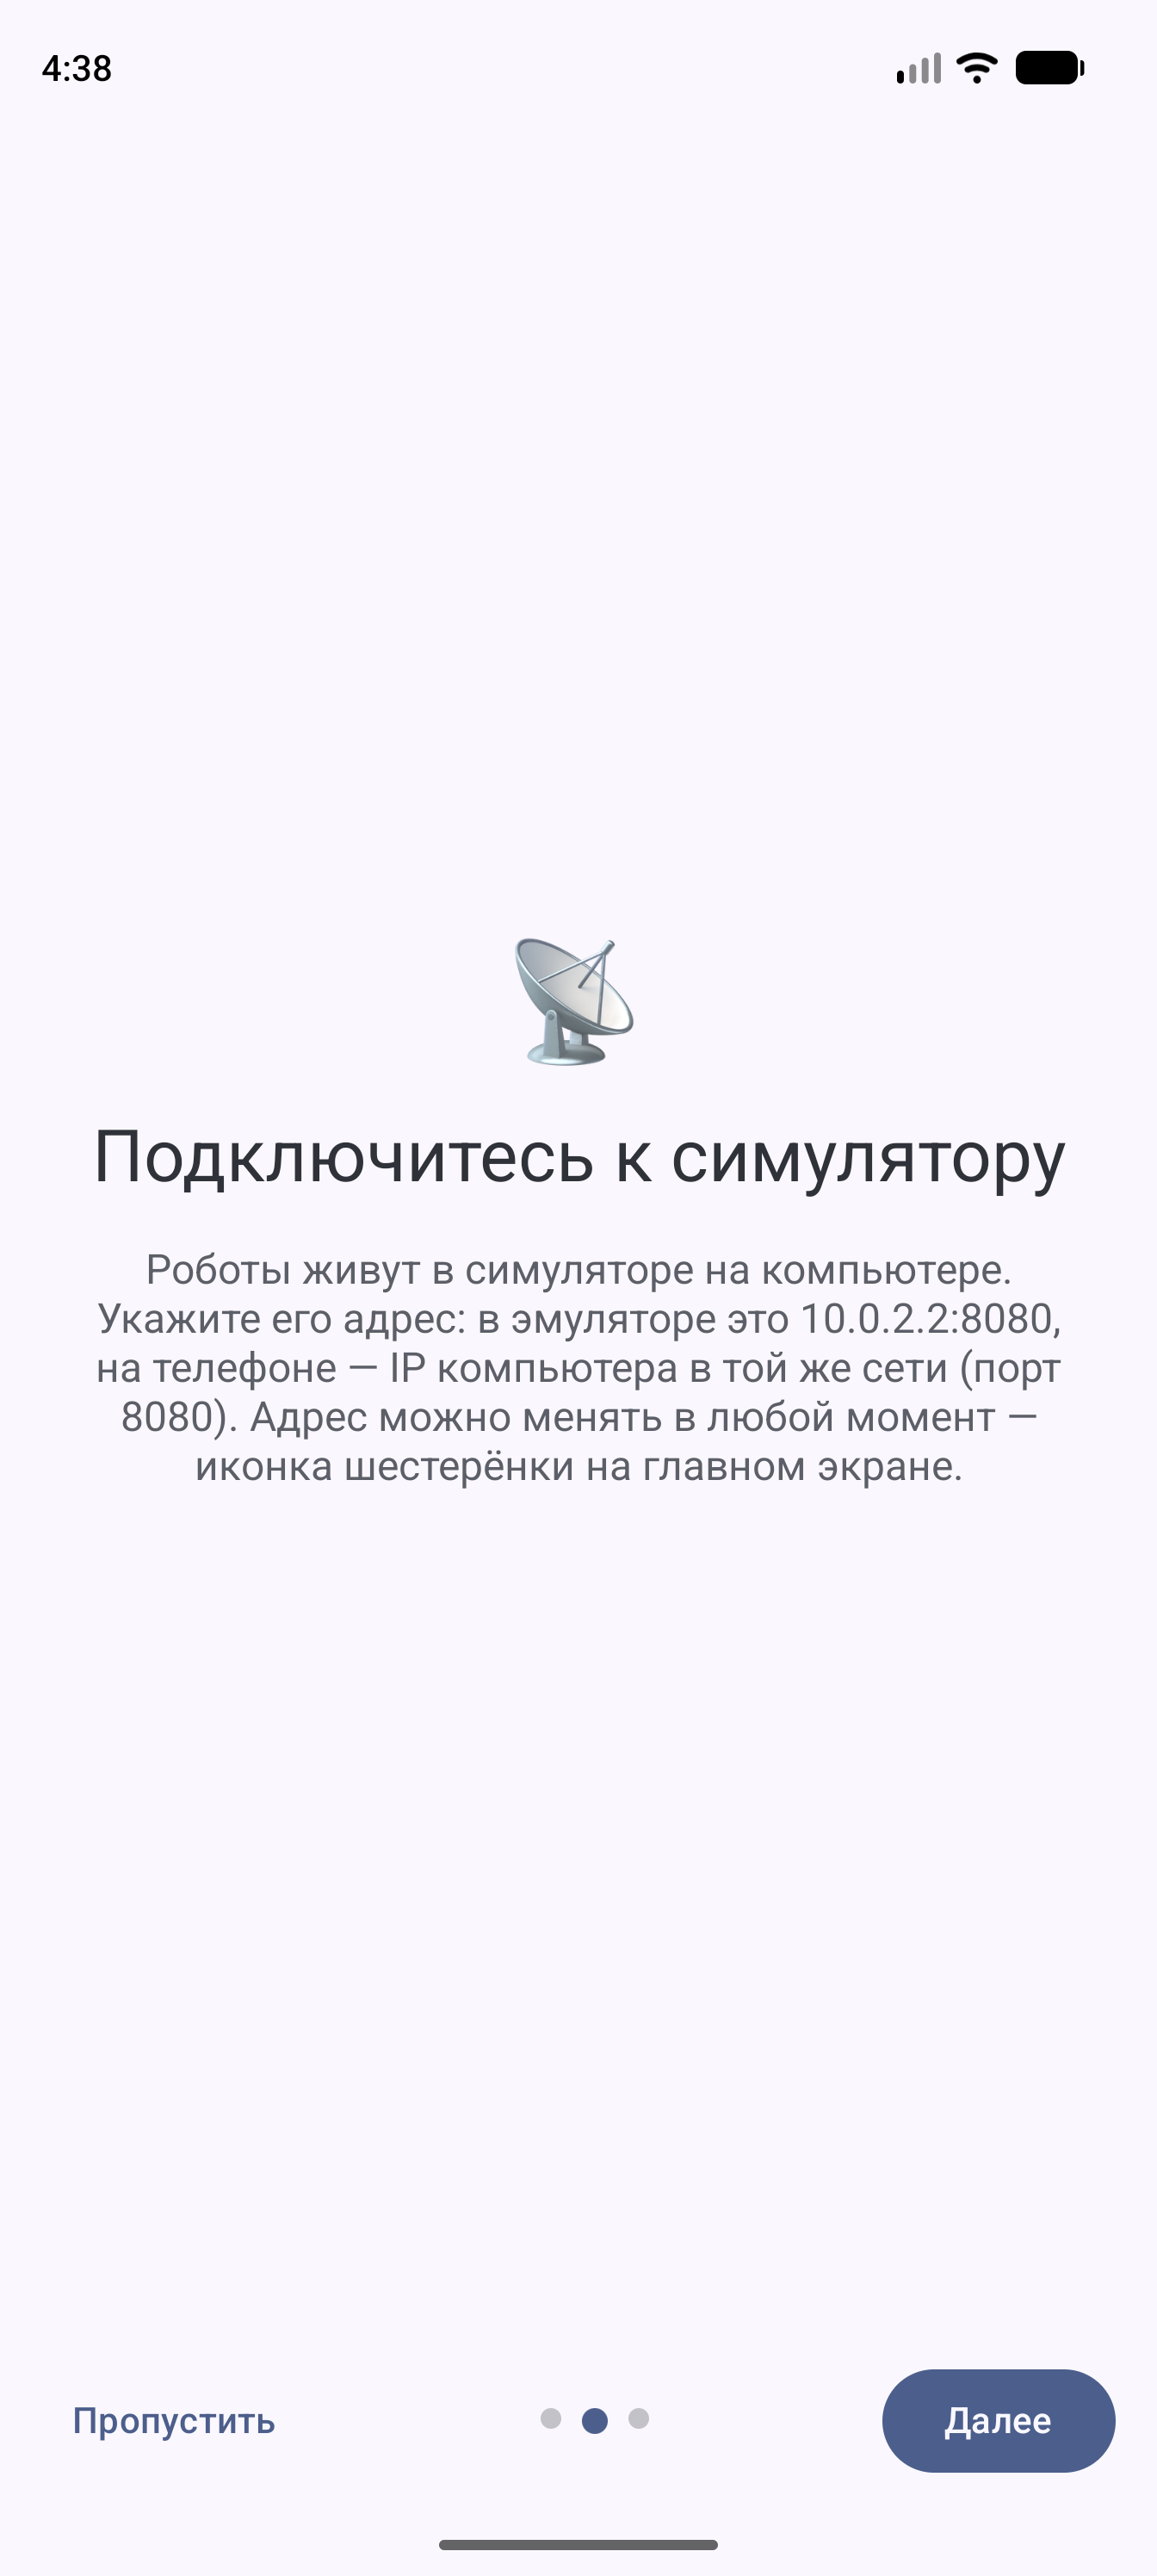 4:38
Подключитесь к симулятору
Роботы живут в симуляторе на компьютере.
Укажите его адрес: в эмуляторе это 10.0.2.2:8080,
на телефоне — IP компьютера в той же сети (порт
8080). Адрес можно менять в любой момент —
иконка шестерёнки на главном экране.
Пропустить
Далее